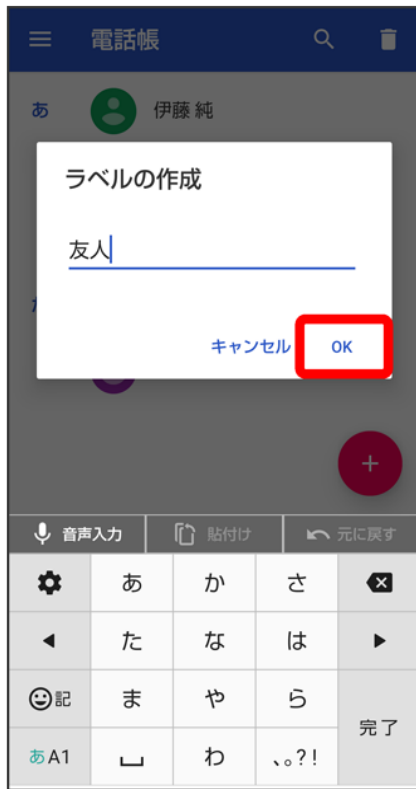 電話帳
あ 伊藤 純
ラベルの作成
友人
キャンセル OK
音声入力 貼付け 元に戻す
あ か さ
た な は
記 ま や ら
完了
あA1 わ 、。?!